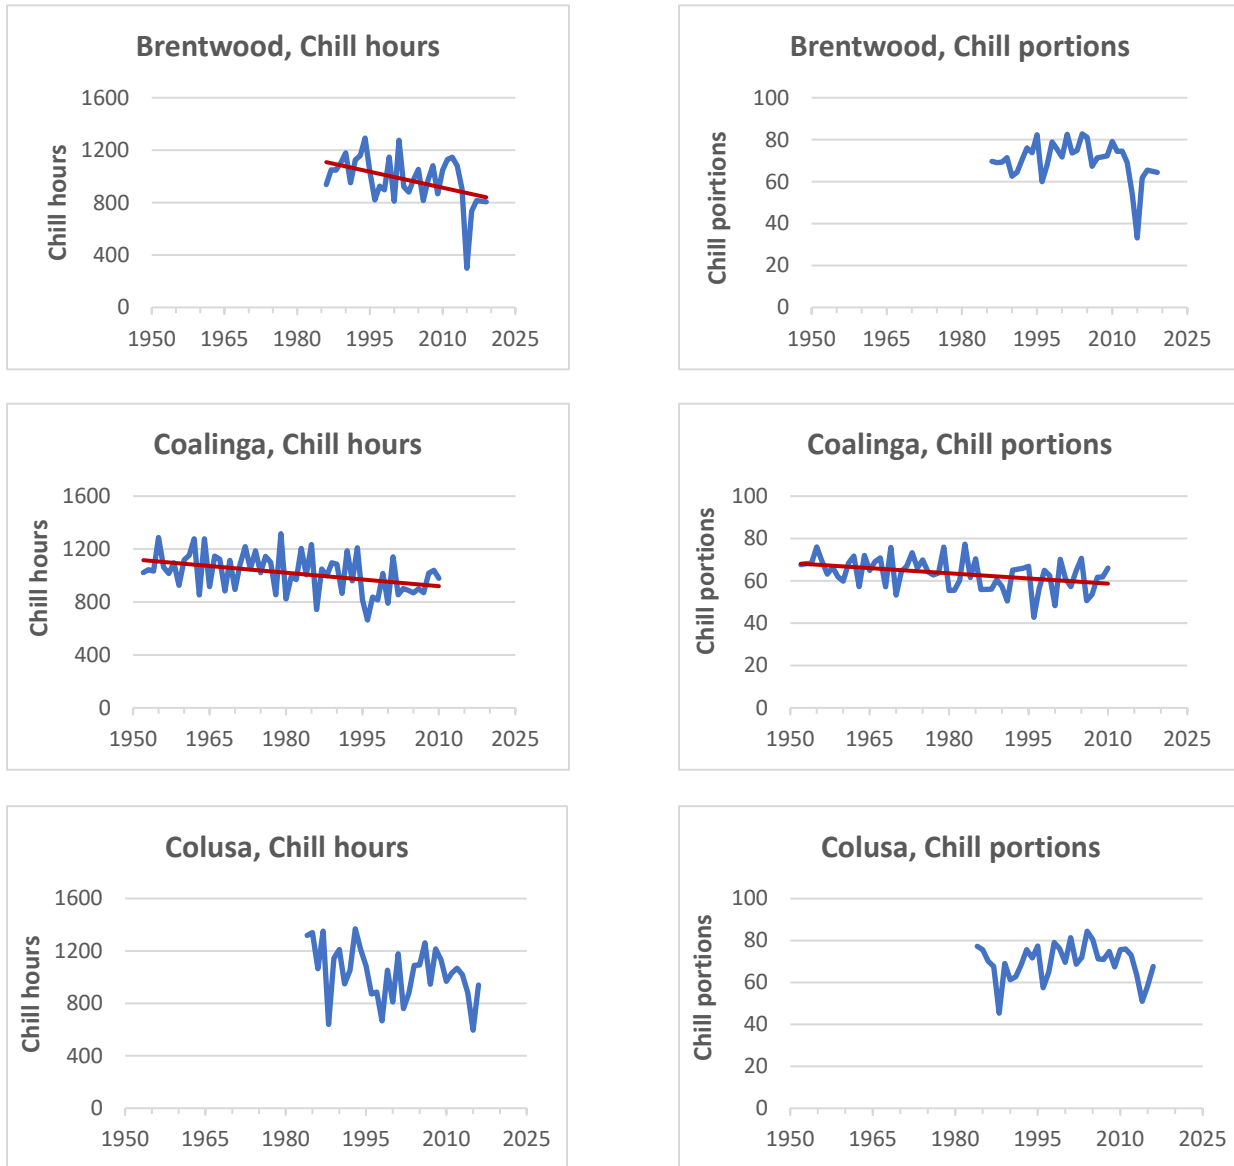 Brentwood, Chill hours
Chill hours
1600
1200
800
400
0
1950 1965 1980 1995 2010 2025
Brentwood, Chill portions
Chill poirtions
100
80
60
40
20
0
1950 1965 1980 1995 2010 2025
Coalinga, Chill hours
Chill hours
1600
1200
800
400
0
1950 1965 1980 1995 2010 2025
Coalinga, Chill portions
Chill portions
100
80
60
40
20
0
1950 1965 1980 1995 2010 2025
Colusa, Chill hours
Chill hours
1600
1200
800
400
0
1950 1965 1980 1995 2010 2025
Colusa, Chill portions
Chill portions
100
80
60
40
20
0
1950 1965 1980 1995 2010 2025